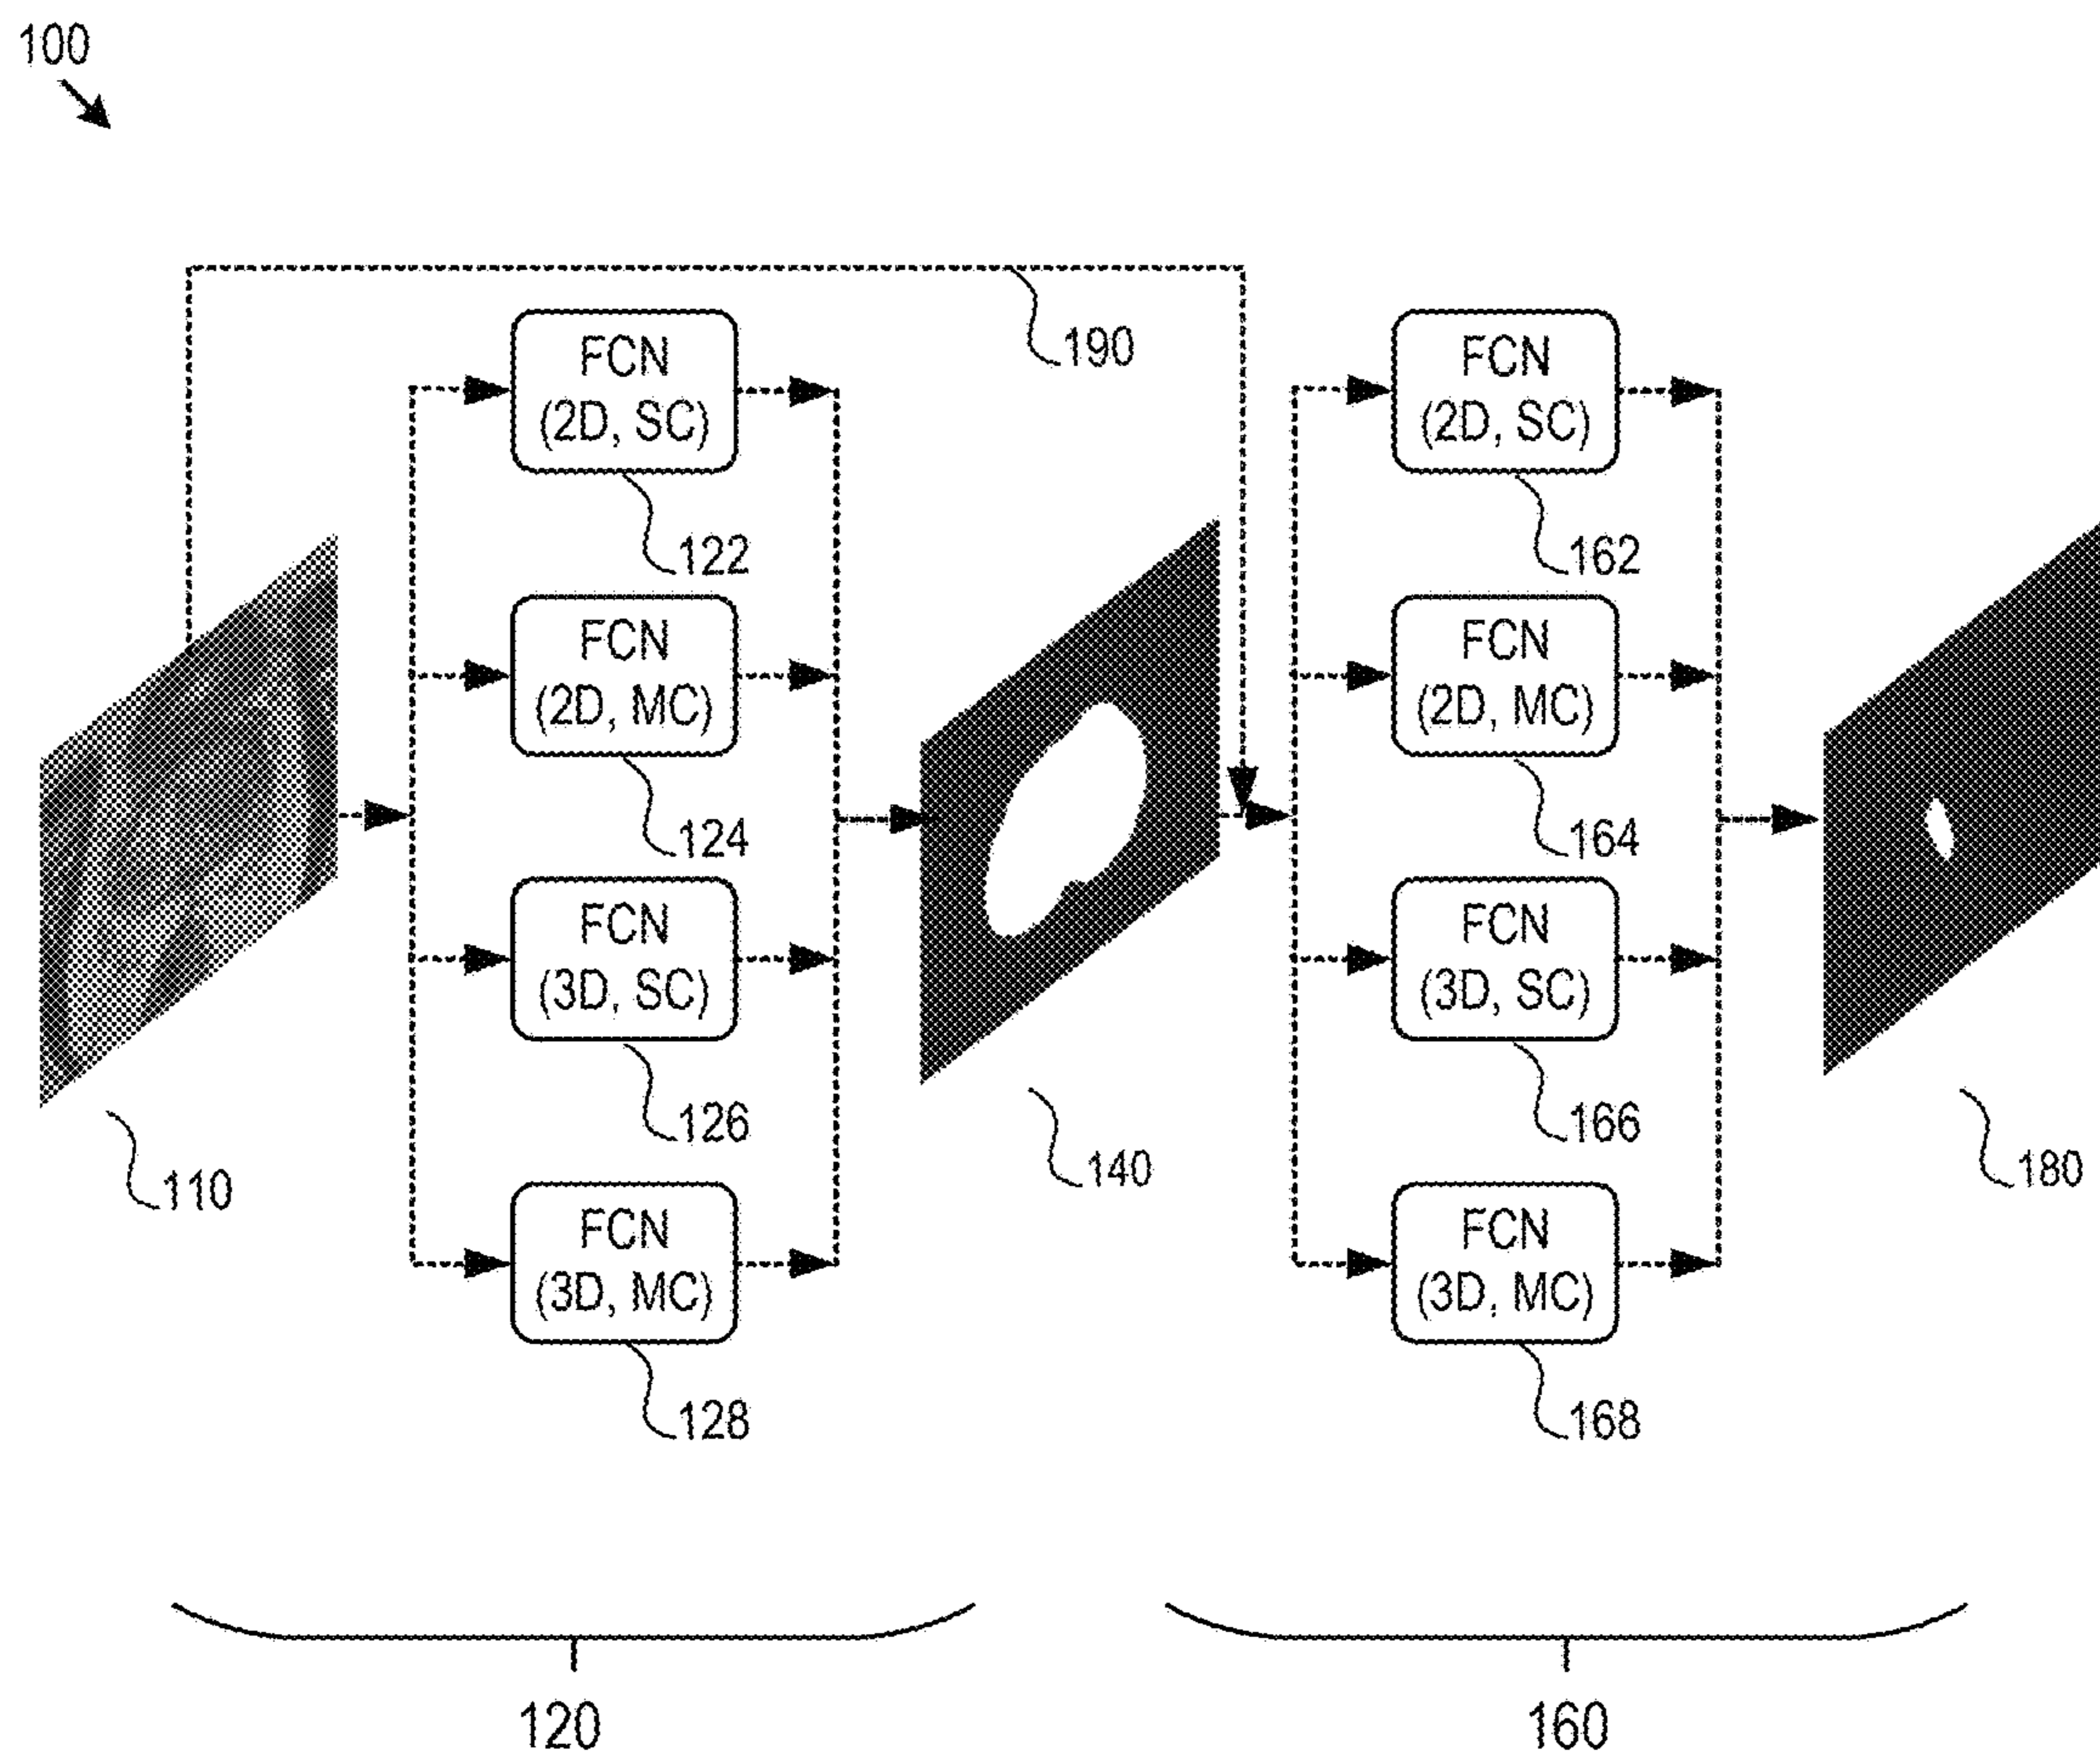 100
190
FCN
(2D, SC)
122
FCN
(2D, MC)
124
FCN
(3D, SC)
126
FCN
(3D, MC)
128
110
140
FCN
(2D, SC)
162
FCN
(2D, MC)
164
FCN
(3D, SC)
166
FCN
(3D, MC)
168
180
120
160